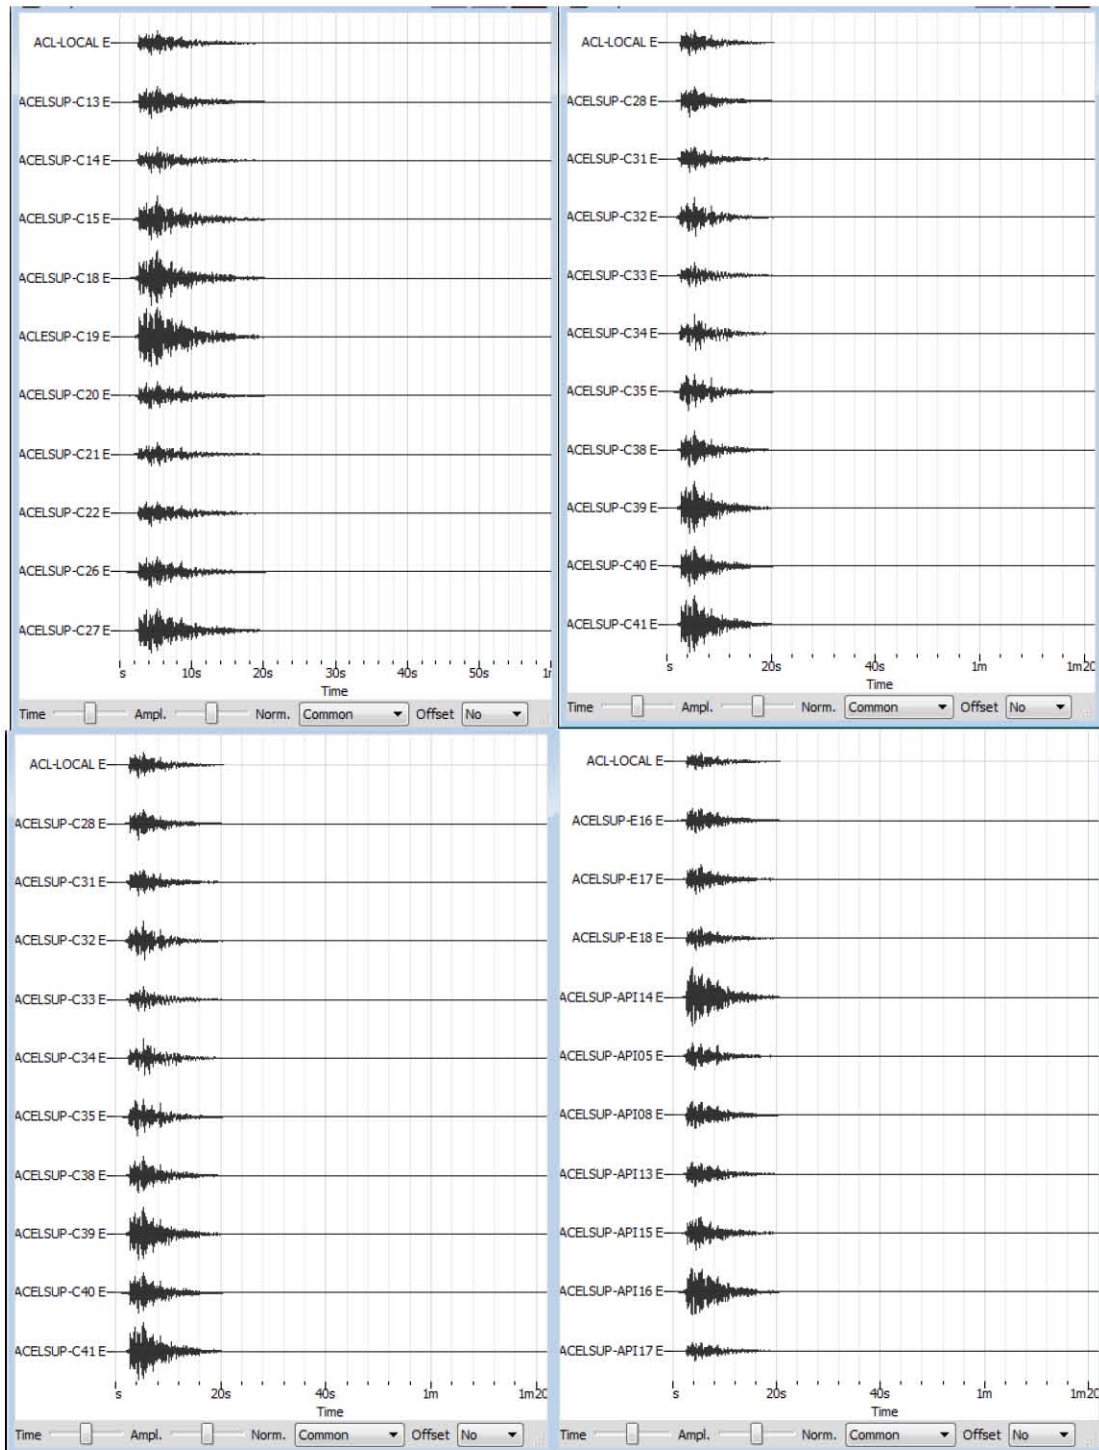 ACL-LOCAL E
ACELSUP-C13 E
ACELSUP-C14 E
ACELSUP-C15 E
ACELSUP-C18 E
ACLESUP-C19 E
ACELSUP-C20 E
ACELSUP-C21 E
ACELSUP-C22 E
ACELSUP-C26 E
ACELSUP-C27 E
s 10s 20s 30s 40s 50s
Time
Time Ampl. Norm. Common Offset No
ACL-LOCAL E
ACELSUP-C28 E
ACELSUP-C31 E
ACELSUP-C32 E
ACELSUP-C33 E
ACELSUP-C34 E
ACELSUP-C35 E
ACELSUP-C38 E
ACELSUP-C39 E
ACELSUP-C40 E
ACELSUP-C41 E
s 20s 40s 1m 1m20
Time
Time Ampl. Norm. Common Offset No
ACL-LOCAL E
ACELSUP-C28 E
ACELSUP-C31 E
ACELSUP-C32 E
ACELSUP-C33 E
ACELSUP-C34 E
ACELSUP-C35 E
ACELSUP-C38 E
ACELSUP-C39 E
ACELSUP-C40 E
ACELSUP-C41 E
s 20s 40s 1m 1m20
Time
Time Ampl. Norm. Common Offset No
ACL-LOCAL E
ACELSUP-E16 E
ACELSUP-E17 E
ACELSUP-E18 E
ACELSUP-API14 E
ACELSUP-API05 E
ACELSUP-API08 E
ACELSUP-API13 E
ACELSUP-API15 E
ACELSUP-API16 E
ACELSUP-API17 E
s 20s 40s 1m 1m20
Time
Time Ampl. Norm. Common Offset No